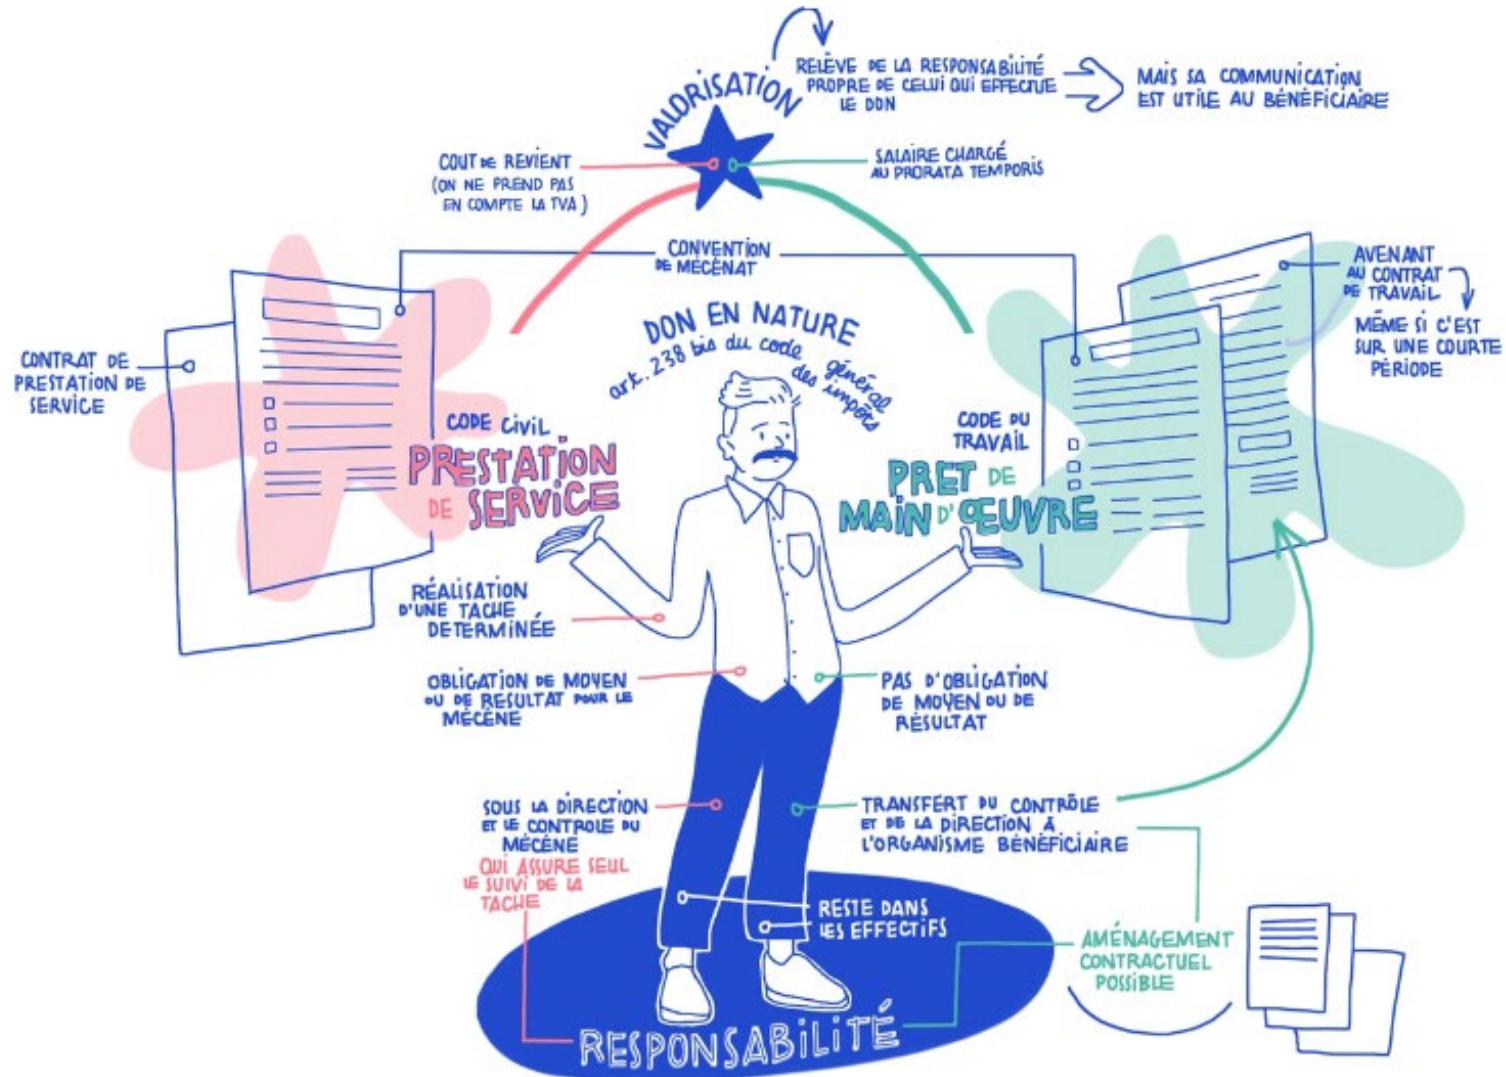 VALORISATION
RELÈVE DE LA RESPONSABILITÉ
PROPRE DE CELUI QUI EFFECTUE
LE DON
MAIS SA COMMUNICATION
EST UTILE AU BÉNÉFICIAIRE
COUT DE REVIENT
(ON NE PREND PAS
EN COMPTE LA TVA)
SALAIRE CHARGÉ
AU PRORATA TEMPORIS
CONVENTION
DE MÉCÉNAT
AVENANT
AU CONTRAT
DE TRAVAIL
MÊME SI C'EST
SUR UNE COURTE
PÉRIODE
CONTRAT DE
PRESTATION DE
SERVICE
DON EN NATURE
art. 238 bis du code général
des impôts
CODE CIVIL
PRESTATION
DE SERVICE
CODE DU
TRAVAIL
PRET DE
MAIN D'ŒUVRE
RÉALISATION
D'UNE TACHE
DETERMINÉE
OBLIGATION DE MOYEN
OU DE RESULTAT POUR LE
MÉCÈNE
PAS D'OBLIGATION
DE MOYEN OU DE
RÉSULTAT
SOUS LA DIRECTION
ET LE CONTROLE DU
MÉCÈNE
QUI ASSURE SEUL
LE SUIVI DE LA
TACHE
TRANSFERT DU CONTRÔLE
ET DE LA DIRECTION À
L'ORGANISME BÉNÉFICIAIRE
RESTE DANS
LES EFFECTIFS
AMÉNAGEMENT
CONTRACTUEL
POSSIBLE
RESPONSABILITÉ